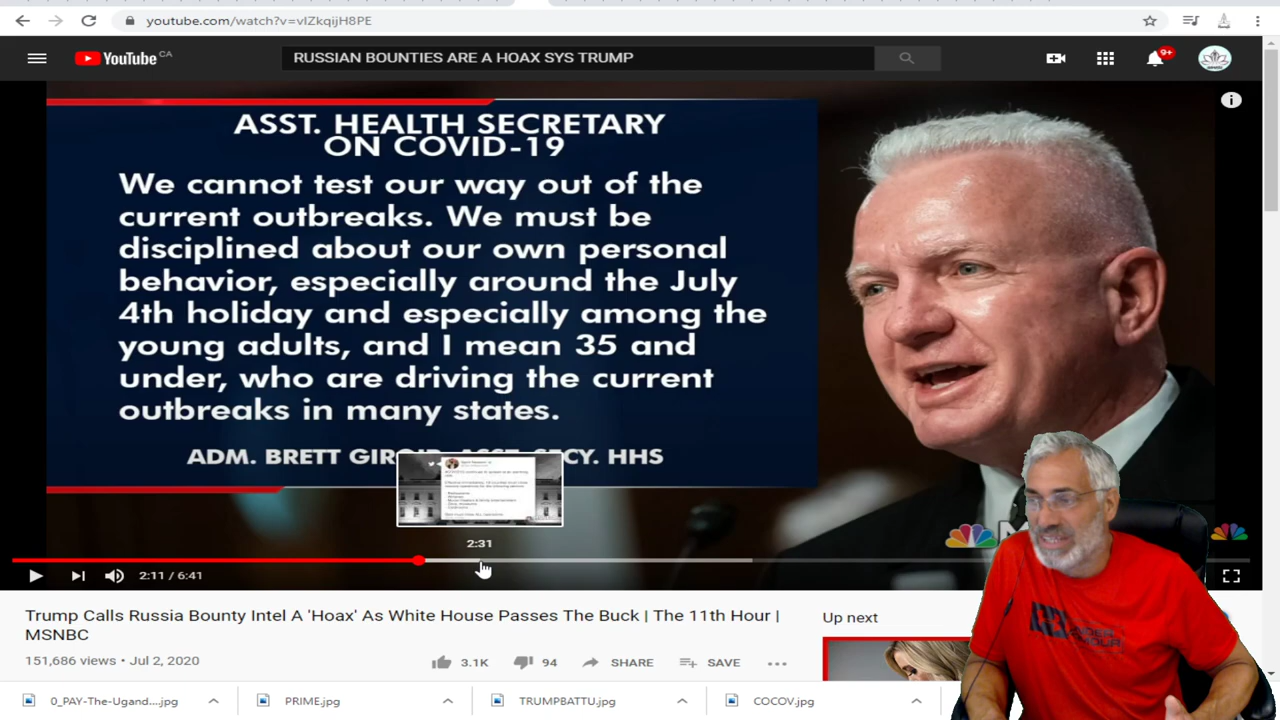 youtube.com/watch?v=vIZkqijH8PE
YouTube CA
RUSSIAN BOUNTIES ARE A HOAX SYS TRUMP
9+
ASST. HEALTH SECRETARY
ON COVID-19
We cannot test our way out of the
current outbreaks. We must be
disciplined about our own personal
behavior, especially around the July
4th holiday and especially among the
young adults, and I mean 35 and
under, who are driving the current
outbreaks in many states.
ADM. BRETT HHS
2:31
2:11 / 6:41
Trump Calls Russia Bounty Intel A 'Hoax' As White House Passes The Buck | The 11th Hour |
MSNBC
Up next
151,686 views • Jul 2, 2020
3.1K
94
SHARE
SAVE
0_PAY-The-Ugand....jpg
PRIME.jpg
TRUMPBATTU.jpg
COCOV.jpg